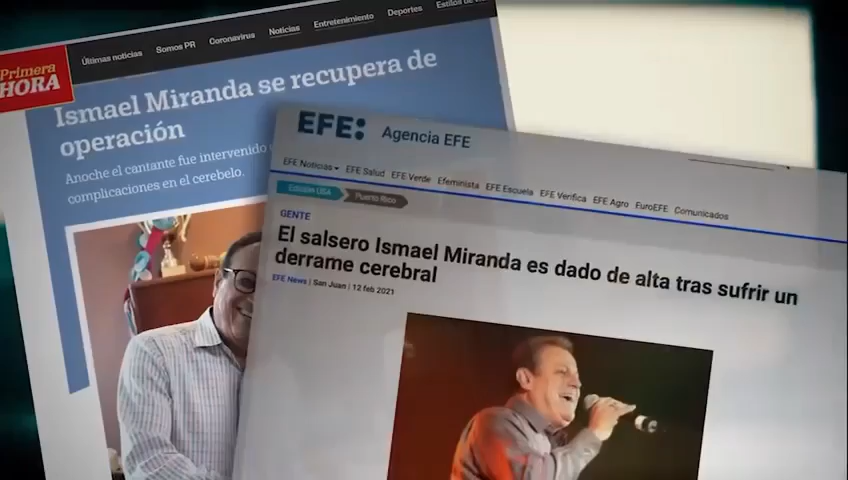 Primera
HORA
Últimas noticias Somos PR Coronavirus Noticias Entretenimiento Deportes Estilos de
Ismael Miranda se recupera de
operación
Anoche el cantante fue intervenido
complicaciones en el cerebelo.
EFE: Agencia EFE
EFE Noticias EFE Salud EFE Verde Efeminista EFE Escuela EFE Verifica EFE Agro EuroEFE Comunicados
Edición USA Puerto Rico
GENTE
El salsero Ismael Miranda es dado de alta tras sufrir un
derrame cerebral
EFE News | San Juan | 12 feb 2021